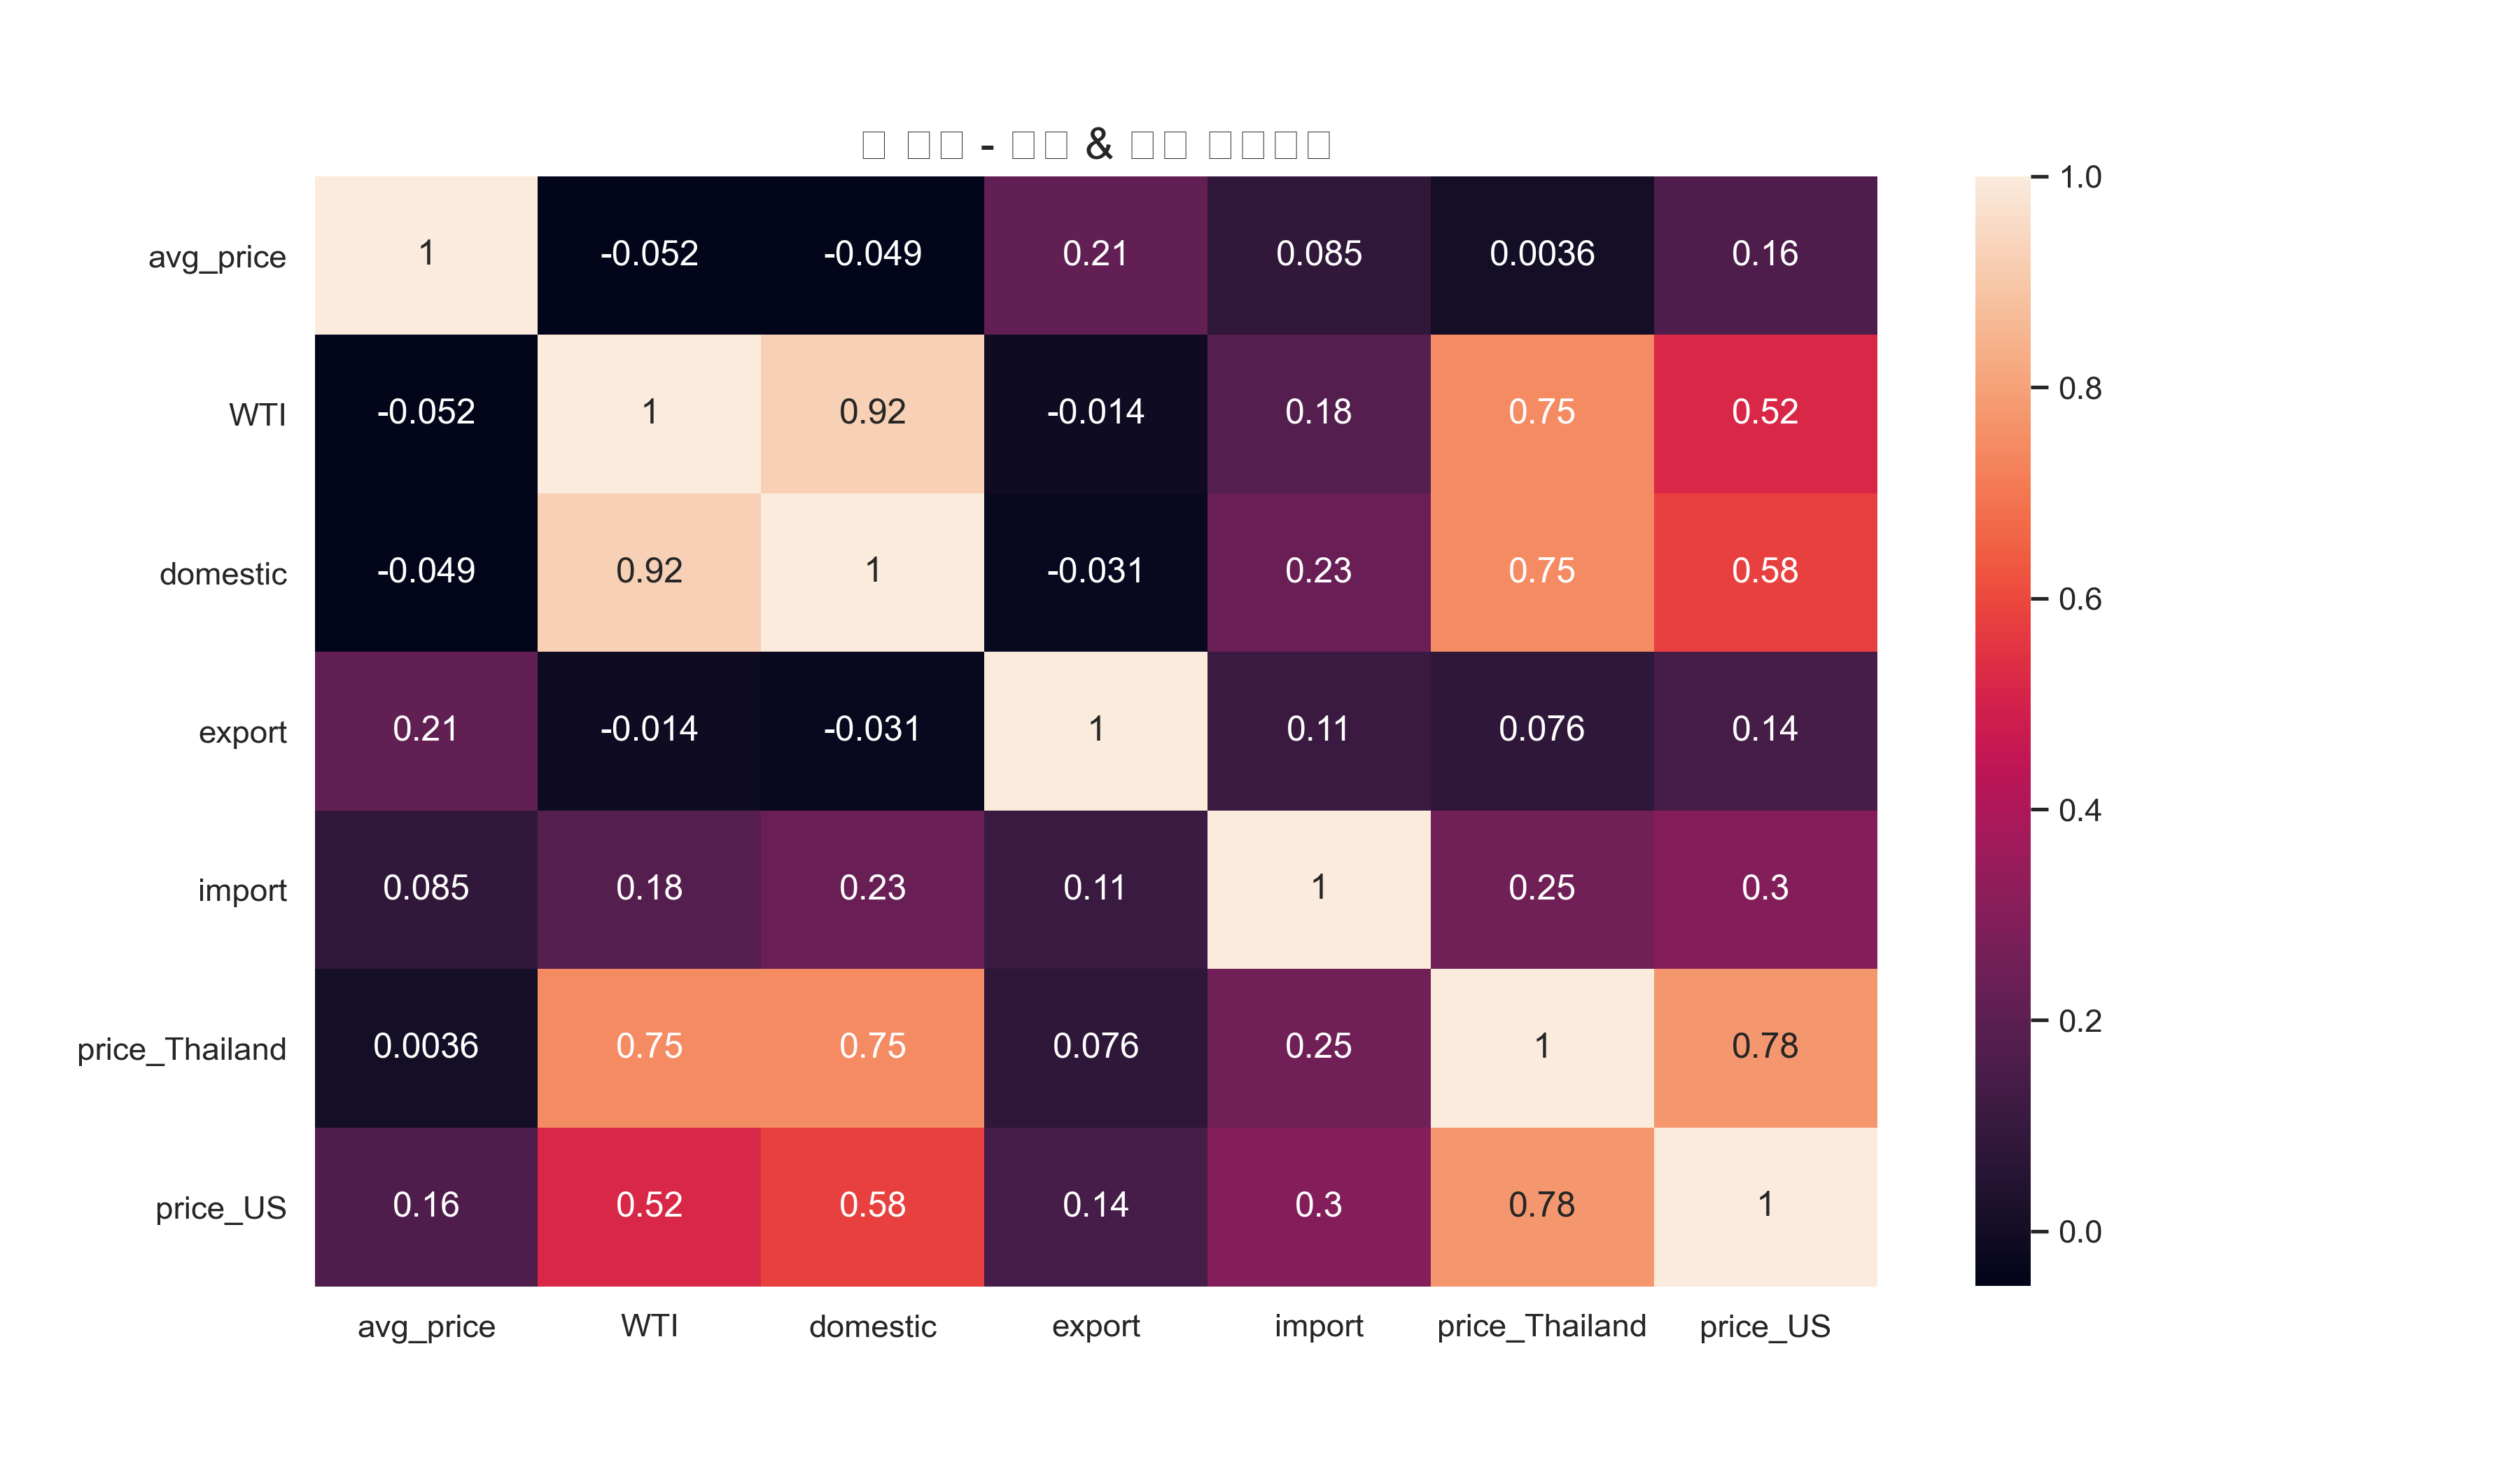 - &
1.0
avg_price 1 -0.052 -0.049 0.21 0.085 0.0036 0.16
0.8
WTI -0.052 1 0.92 -0.014 0.18 0.75 0.52
domestic -0.049 0.92 1 -0.031 0.23 0.75 0.58
0.6
export 0.21 -0.014 -0.031 1 0.11 0.076 0.14
0.4
import 0.085 0.18 0.23 0.11 1 0.25 0.3
0.2
price_Thailand 0.0036 0.75 0.75 0.076 0.25 1 0.78
price_US 0.16 0.52 0.58 0.14 0.3 0.78 1
0.0
avg_price WTI domestic export import price_Thailand price_US